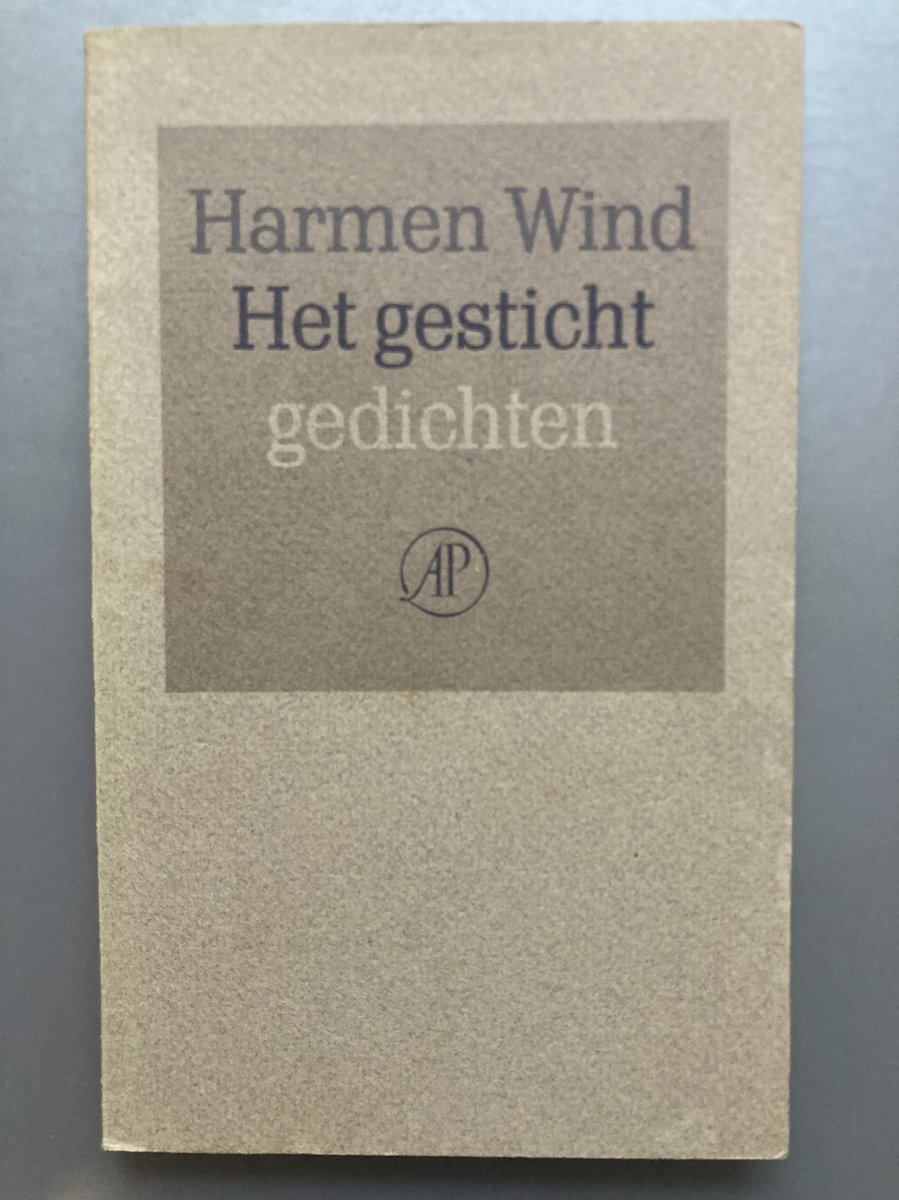 Harmen Wind
Het gesticht
gedichten
AP